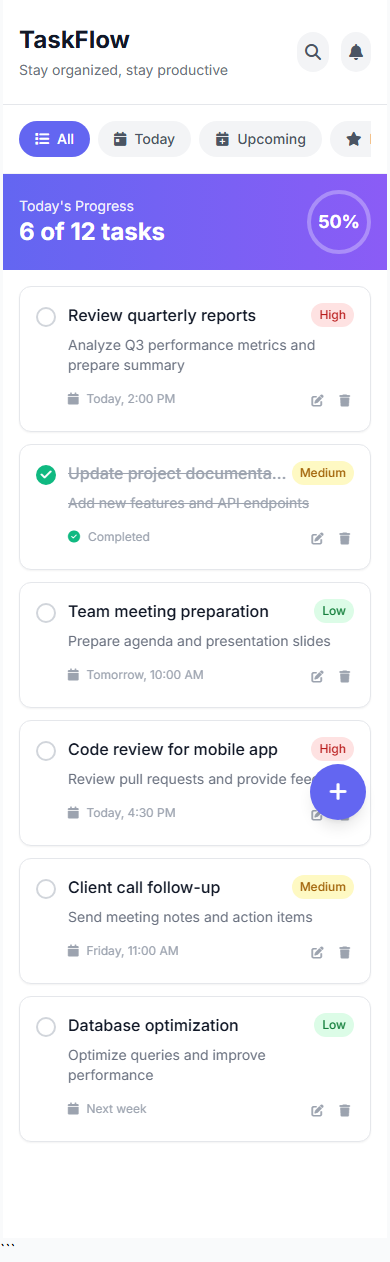 TaskFlow
Stay organized, stay productive
All
Today
Upcoming
Today's Progress
6 of 12 tasks
50%
Review quarterly reports
High
Analyze Q3 performance metrics and
prepare summary
Today, 2:00 PM
Update project documenta...
Medium
Add new features and API endpoints
Completed
Team meeting preparation
Low
Prepare agenda and presentation slides
Tomorrow, 10:00 AM
Code review for mobile app
High
Review pull requests and provide
Today, 4:30 PM
Client call follow-up
Medium
Send meeting notes and action items
Friday, 11:00 AM
Database optimization
Low
Optimize queries and improve
performance
Next week
```